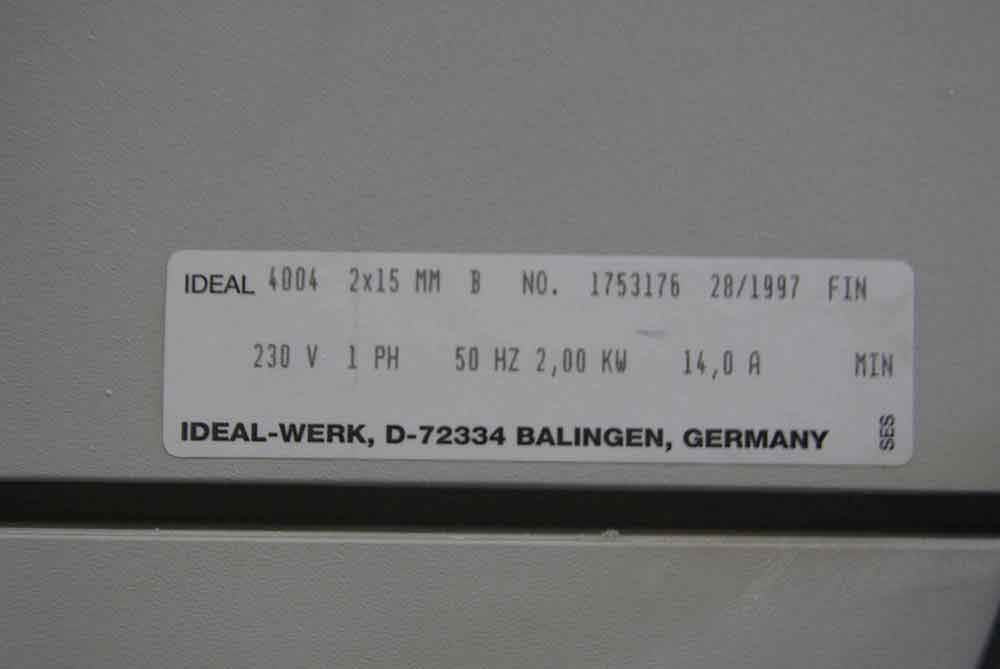 IDEAL 4004 2x15 MM B NO. 1753176 28/1997 FIN
230 V 1 PH 50 HZ 2,00 KW 14,0 A MIN
IDEAL-WERK, D-72334 BALINGEN, GERMANY
SES